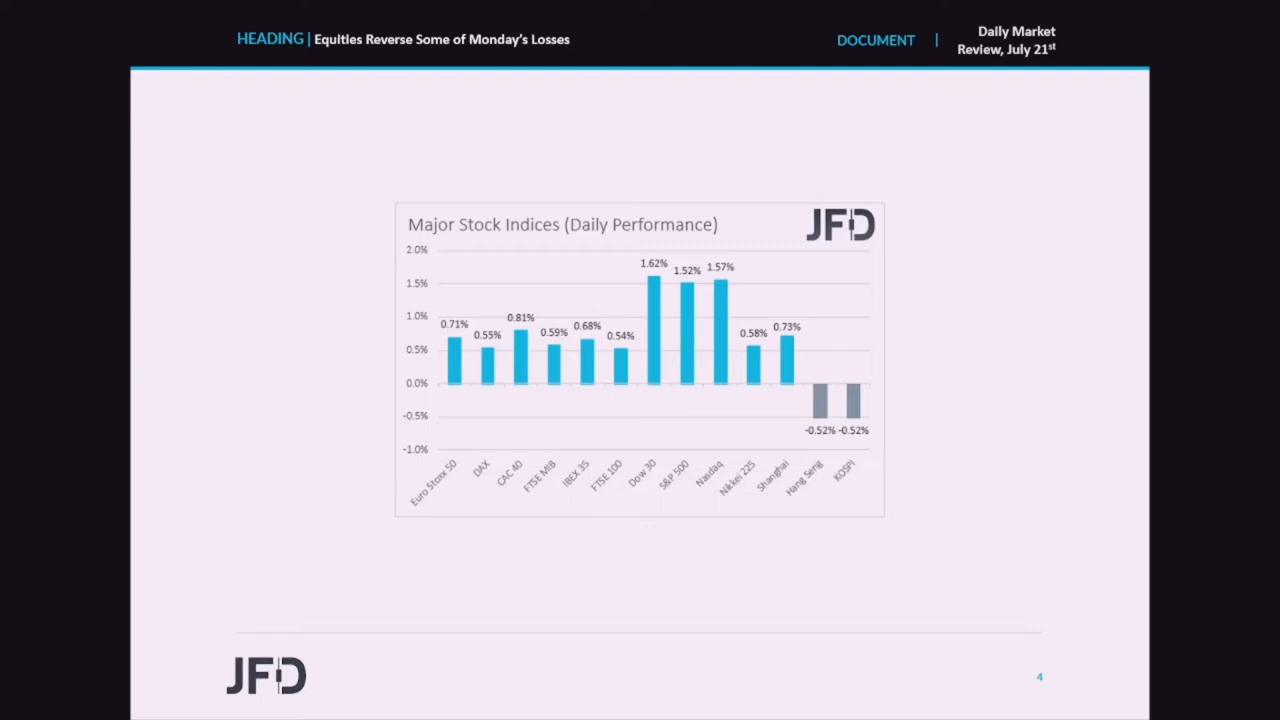 HEADING | Equities Reverse Some of Monday's Losses
DOCUMENT | Daily Market
Review, July 21st
Major Stock Indices (Daily Performance)
JFD
2.0%
1.5%
1.0%
0.5%
0.0%
-0.5%
-1.0%
0.71%
0.55%
0.81%
0.59%
0.68%
0.54%
1.62%
1.52%
1.57%
0.58%
0.73%
-0.52%
-0.52%
Euro Stoxx 50
DAX
CAC 40
FTSE MIB
IBEX 35
FTSE 100
Dow 30
S&P 500
Nasdaq
Nikkei 225
Shanghai
Hang Seng
KOSPI
JFD
4